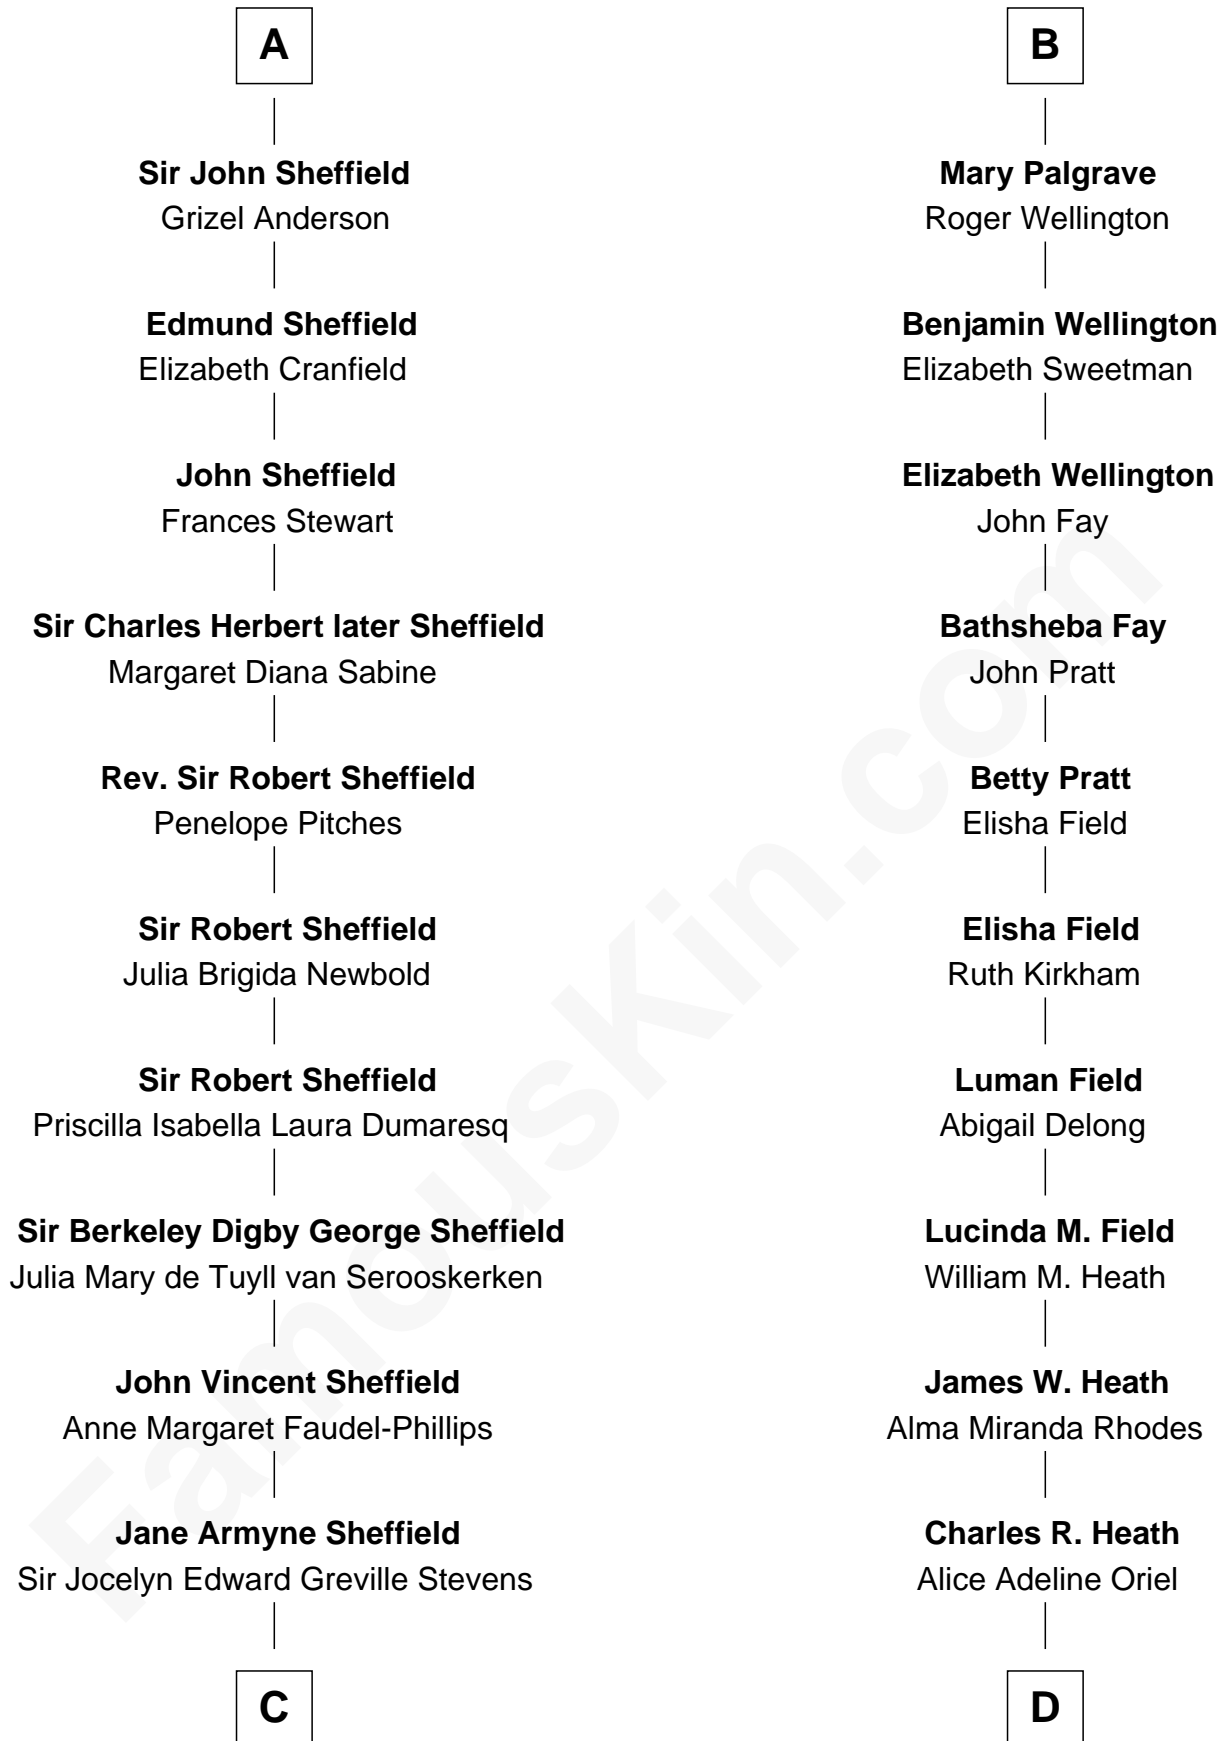 A
Sir John Sheffield
Grizel Anderson
Edmund Sheffield
Elizabeth Cranfield
John Sheffield
Frances Stewart
Sir Charles Herbert later Sheffield
Margaret Diana Sabine
Rev. Sir Robert Sheffield
Penelope Pitches
Sir Robert Sheffield
Julia Brigida Newbold
Sir Robert Sheffield
Priscilla Isabella Laura Dumaresq
Sir Berkeley Digby George Sheffield
Julia Mary de Tuyll van Serooskerken
John Vincent Sheffield
Anne Margaret Faudel-Phillips
Jane Armyne Sheffield
Sir Jocelyn Edward Greville Stevens
C
B
Mary Palgrave
Roger Wellington
Benjamin Wellington
Elizabeth Sweetman
Elizabeth Wellington
John Fay
Bathsheba Fay
John Pratt
Betty Pratt
Elisha Field
Elisha Field
Ruth Kirkham
Luman Field
Abigail Delong
Lucinda M. Field
William M. Heath
James W. Heath
Alma Miranda Rhodes
Charles R. Heath
Alice Adeline Oriel
D
FamousKin.com